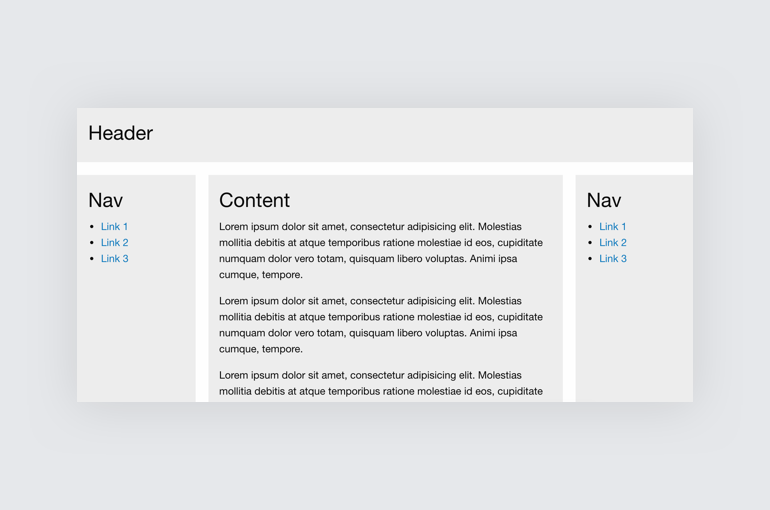 Header
Nav
Link 1
Link 2
Link 3
Content
Lorem ipsum dolor sit amet, consectetur adipisicing elit. Molestias
mollitia debitis at atque temporibus ratione molestiae id eos, cupiditate
numquam dolor vero totam, quisquam libero voluptas. Animi ipsa
cumque, tempore.
Lorem ipsum dolor sit amet, consectetur adipisicing elit. Molestias
mollitia debitis at atque temporibus ratione molestiae id eos, cupiditate
numquam dolor vero totam, quisquam libero voluptas. Animi ipsa
cumque, tempore.
Lorem ipsum dolor sit amet, consectetur adipisicing elit. Molestias
mollitia debitis at atque temporibus ratione molestiae id eos, cupiditate
Nav
Link 1
Link 2
Link 3